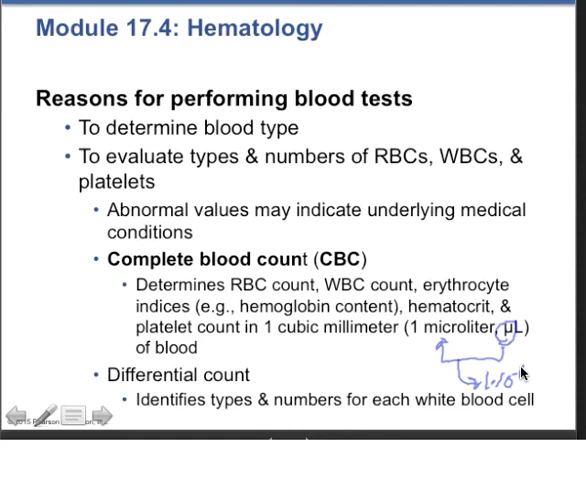 Module 17.4: Hematology
Reasons for performing blood tests
• To determine blood type
• To evaluate types & numbers of RBCs, WBCs, &
platelets
• Abnormal values may indicate underlying medical
conditions
• Complete blood count (CBC)
• Determines RBC count, WBC count, erythrocyte
indices (e.g., hemoglobin content), hematocrit, &
platelet count in 1 cubic millimeter (1 microliter, µL)
of blood
• Differential count
• Identifies types & numbers for each white blood cell